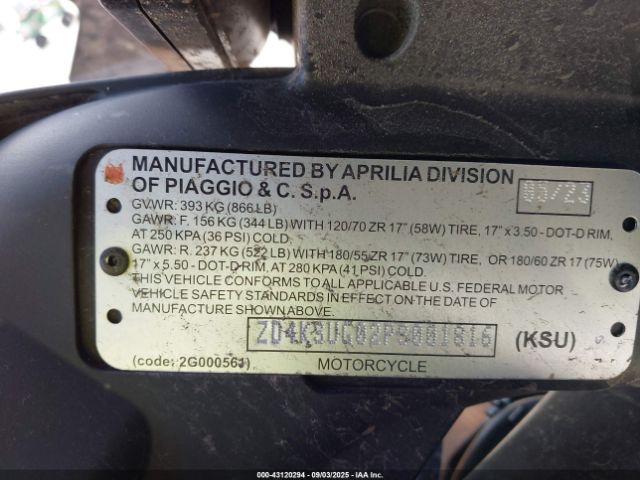 MANUFACTURED BY APRILIA DIVISION
OF PIAGGIO & C. S.p.A.
05/23
GVWR: 393 KG (866 LB)
GAWR: F. 156 KG (344 LB) WITH 120/70 ZR 17" (58W) TIRE, 17" x 3.50 - DOT-D RIM,
AT 250 KPA (36 PSI) COLD.
GAWR: R. 237 KG (522 LB) WITH 180/55 ZR 17" (73W) TIRE, OR 180/60 ZR 17 (75W)
17" x 5.50 - DOT-D RIM, AT 280 KPA (41 PSI) COLD.
THIS VEHICLE CONFORMS TO ALL APPLICABLE U.S. FEDERAL MOTOR
VEHICLE SAFETY STANDARDS IN EFFECT ON THE DATE OF
MANUFACTURE SHOWN ABOVE.
(KSU)
(code: 2G000561)
MOTORCYCLE
000-43120294 - 09/03/2025 - IAA Inc.